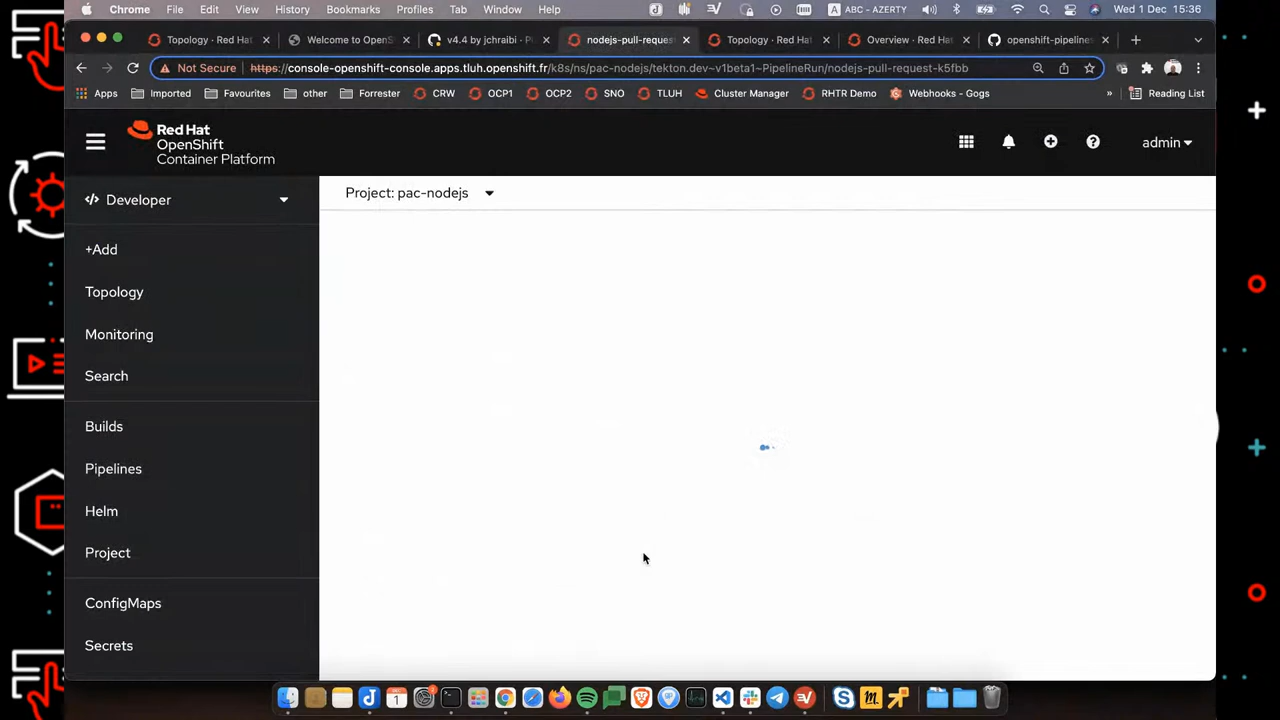 Chrome File Edit View History Bookmarks Profiles Tab Window Help A ABC - AZERTY Wed 1 Dec 15:36
Topology · Red Hat Welcome to OpenS v4.4 by jchraibi · P nodejs-pull-reques Topology · Red Hat Overview · Red Hat openshift-pipeline
Not Secure https://console-openshift-console.apps.tluh.openshift.fr/k8s/ns/pac-nodejs/tekton.dev~v1beta1~PipelineRun/nodejs-pull-request-k5fbb
Apps Imported Favourites other Forrester CRW OCP1 OCP2 SNO TLUH Cluster Manager RHTR Demo Webhooks - Gogs » Reading List
Red Hat
OpenShift
Container Platform
admin
Developer
Project: pac-nodejs
+Add
Topology
Monitoring
Search
Builds
Pipelines
Helm
Project
ConfigMaps
Secrets